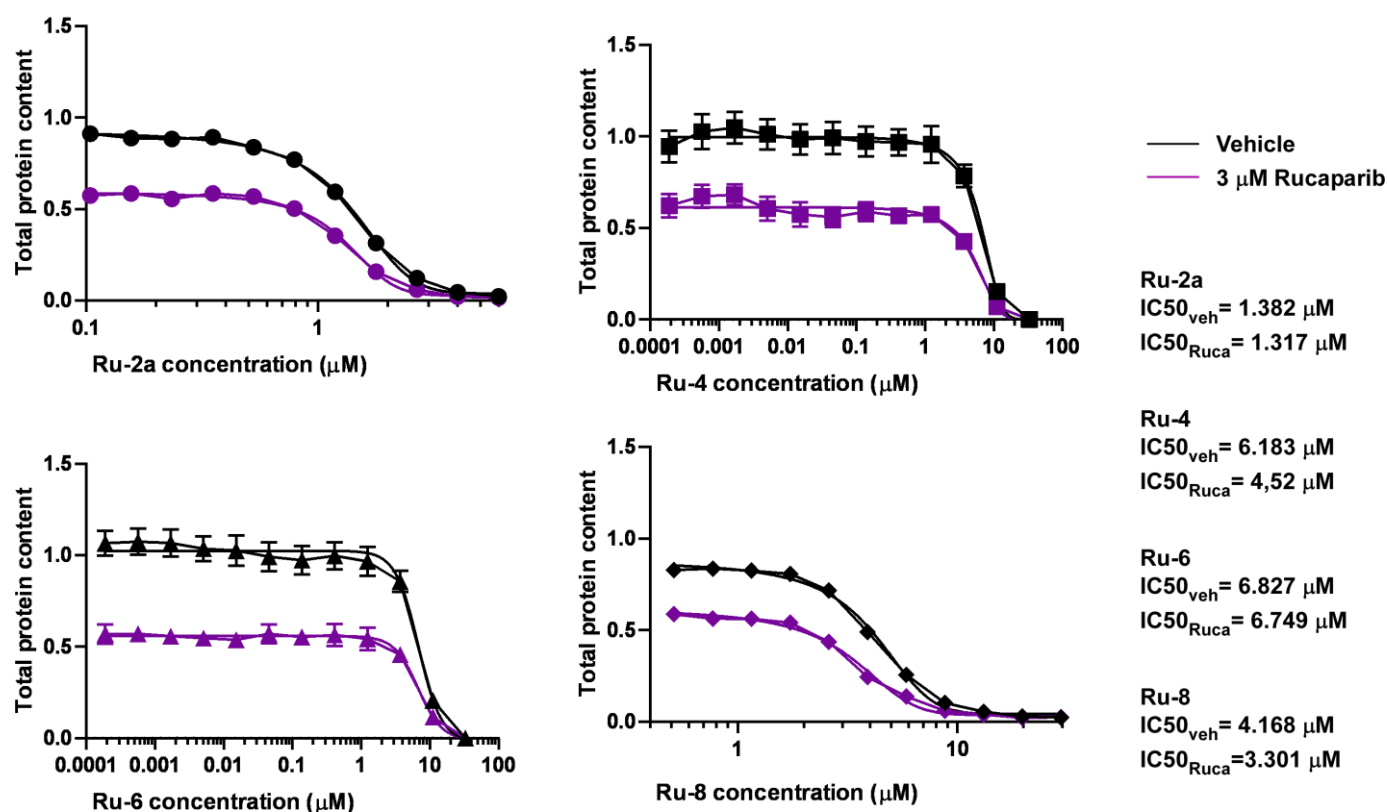 1.5
1.0
0.5
0.0
0.1
1
Total protein content
Ru-2a concentration (μM)
1.5
1.0
0.5
0.0
0.0001 0.001 0.01 0.1 1 10 100
Total protein content
Ru-4 concentration (μM)
Vehicle
3 μM Rucaparib
Ru-2a
IC50veh= 1.382 μM
IC50Ruca= 1.317 μM
Ru-4
IC50veh= 6.183 μM
IC50Ruca= 4,52 μM
Ru-6
IC50veh= 6.827 μM
IC50Ruca= 6.749 μM
Ru-8
IC50veh= 4.168 μM
IC50Ruca=3.301 μM
1.5
1.0
0.5
0.0
0.0001 0.001 0.01 0.1 1 10 100
Total protein content
Ru-6 concentration (μM)
1.5
1.0
0.5
0.0
1 10
Total protein content
Ru-8 concentration (μM)